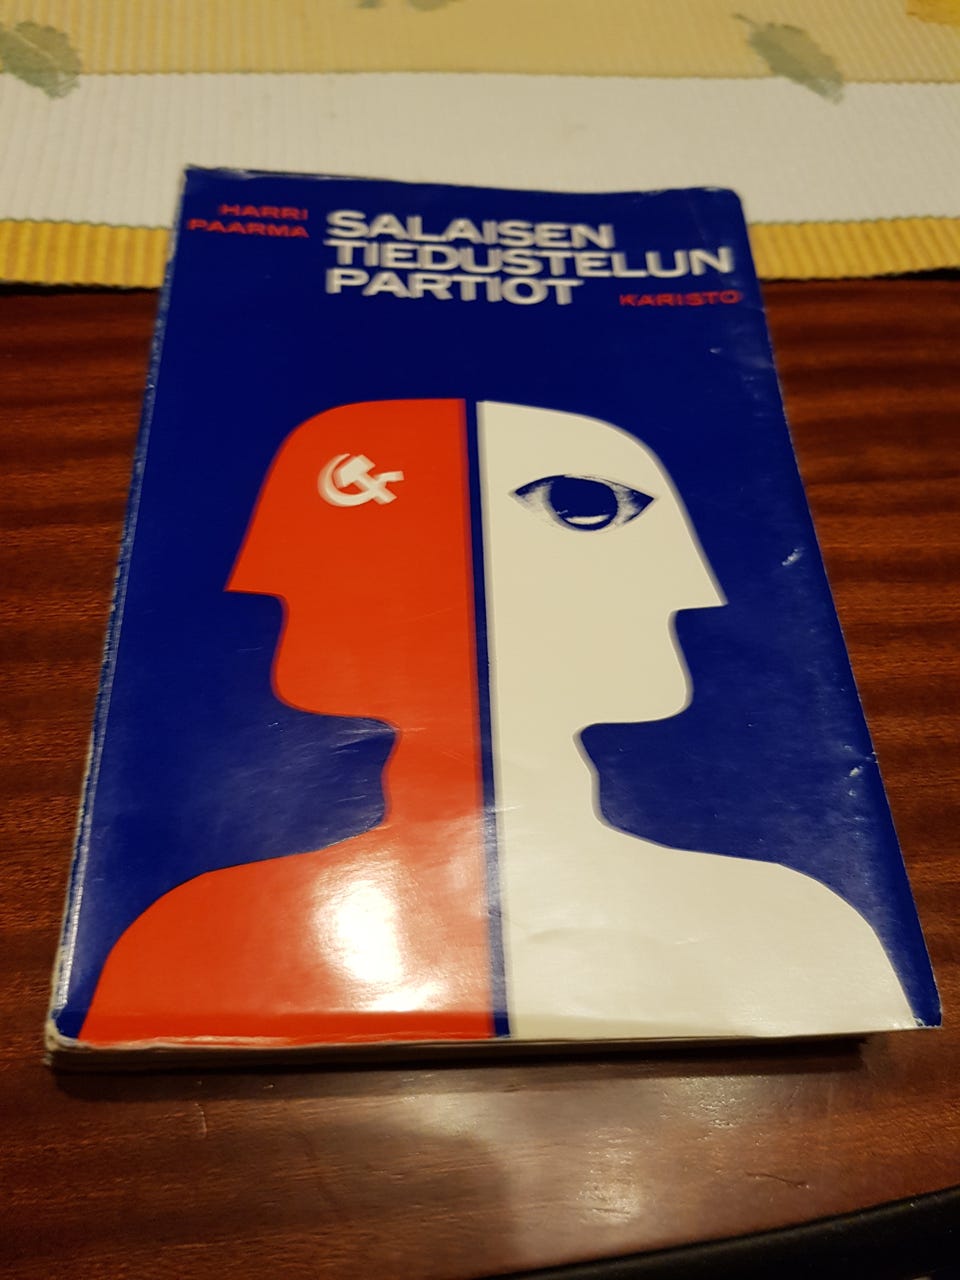 HARRI
PAARMA
SALAISEN
TIEDUSTELUN
PARTIOT
KARISTO